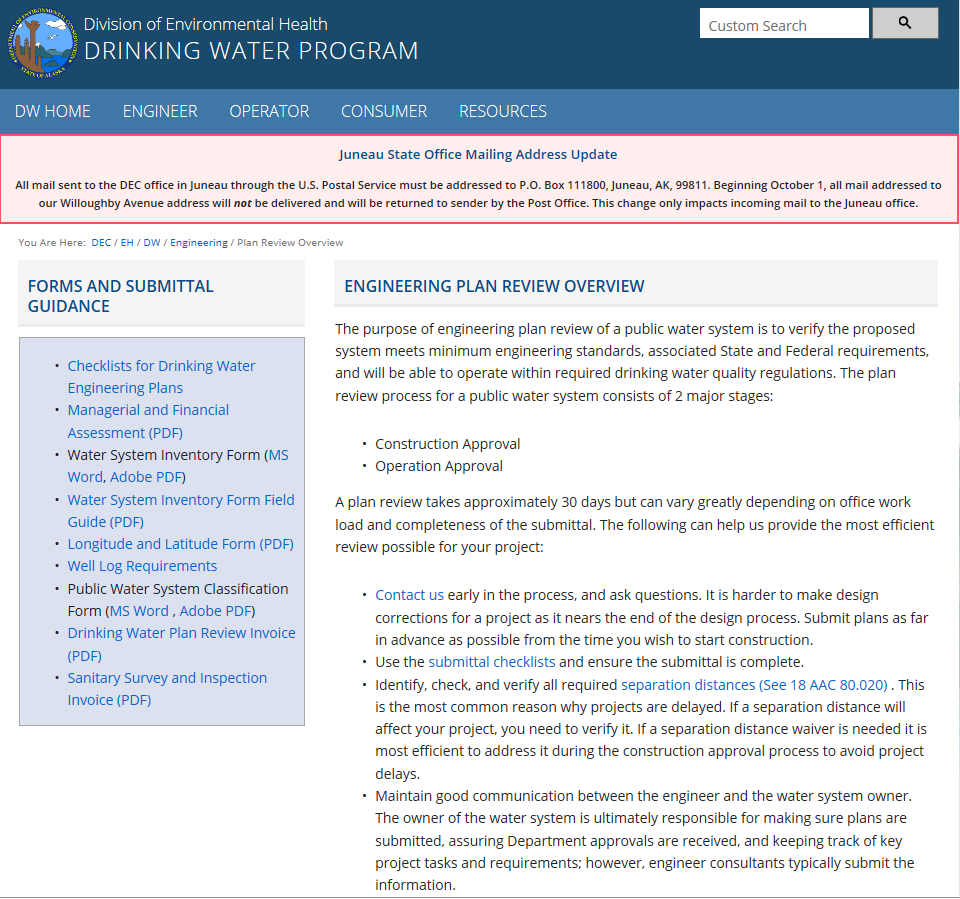 Division of Environmental Health
DRINKING WATER PROGRAM
Custom Search
DW HOME ENGINEER OPERATOR CONSUMER RESOURCES
Juneau State Office Mailing Address Update
All mail sent to the DEC office in Juneau through the U.S. Postal Service must be addressed to P.O. Box 111800, Juneau, AK, 99811. Beginning October 1, all mail addressed to
our Willoughby Avenue address will not be delivered and will be returned to sender by the Post Office. This change only impacts incoming mail to the Juneau office.
You Are Here: DEC / EH / DW / Engineering / Plan Review Overview
FORMS AND SUBMITTAL
GUIDANCE
• Checklists for Drinking Water
Engineering Plans
• Managerial and Financial
Assessment (PDF)
• Water System Inventory Form (MS
Word, Adobe PDF)
• Water System Inventory Form Field
Guide (PDF)
• Longitude and Latitude Form (PDF)
• Well Log Requirements
• Public Water System Classification
Form (MS Word , Adobe PDF)
• Drinking Water Plan Review Invoice
(PDF)
• Sanitary Survey and Inspection
Invoice (PDF)
ENGINEERING PLAN REVIEW OVERVIEW
The purpose of engineering plan review of a public water system is to verify the proposed
system meets minimum engineering standards, associated State and Federal requirements,
and will be able to operate within required drinking water quality regulations. The plan
review process for a public water system consists of 2 major stages:
• Construction Approval
• Operation Approval
A plan review takes approximately 30 days but can vary greatly depending on office work
load and completeness of the submittal. The following can help us provide the most efficient
review possible for your project:
• Contact us early in the process, and ask questions. It is harder to make design
corrections for a project as it nears the end of the design process. Submit plans as far
in advance as possible from the time you wish to start construction.
• Use the submittal checklists and ensure the submittal is complete.
• Identify, check, and verify all required separation distances (See 18 AAC 80.020) . This
is the most common reason why projects are delayed. If a separation distance will
affect your project, you need to verify it. If a separation distance waiver is needed it is
most efficient to address it during the construction approval process to avoid project
delays.
• Maintain good communication between the engineer and the water system owner.
The owner of the water system is ultimately responsible for making sure plans are
submitted, assuring Department approvals are received, and keeping track of key
project tasks and requirements; however, engineer consultants typically submit the
information.